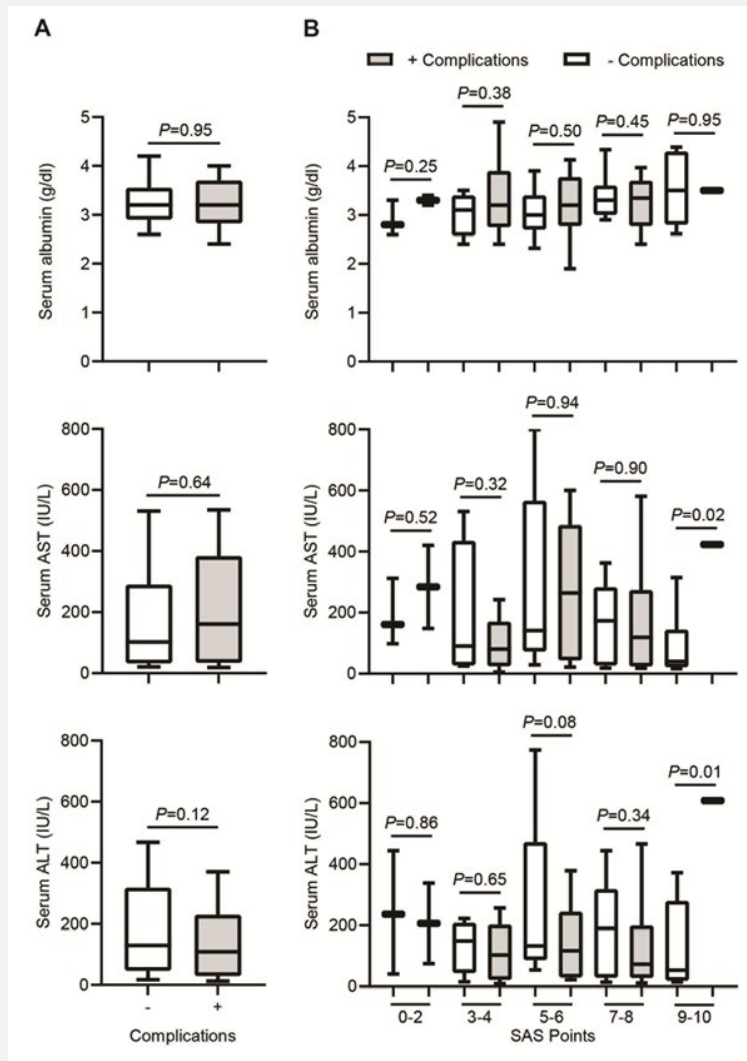 A
B
+ Complications
- Complications
Serum albumin (g/dl)
5
4
3
2
1
0
P=0.95
Serum albumin (g/dl)
5
4
3
2
1
0
P=0.25
P=0.38
P=0.50
P=0.45
P=0.95
Serum AST (IU/L)
800
600
400
200
0
P=0.64
Serum AST (IU/L)
800
600
400
200
0
P=0.52
P=0.32
P=0.94
P=0.90
P=0.02
Serum ALT (IU/L)
800
600
400
200
0
P=0.12
- +
Complications
Serum ALT (IU/L)
800
600
400
200
0
P=0.86
P=0.65
P=0.08
P=0.34
P=0.01
0-2 3-4 5-6 7-8 9-10
SAS Points